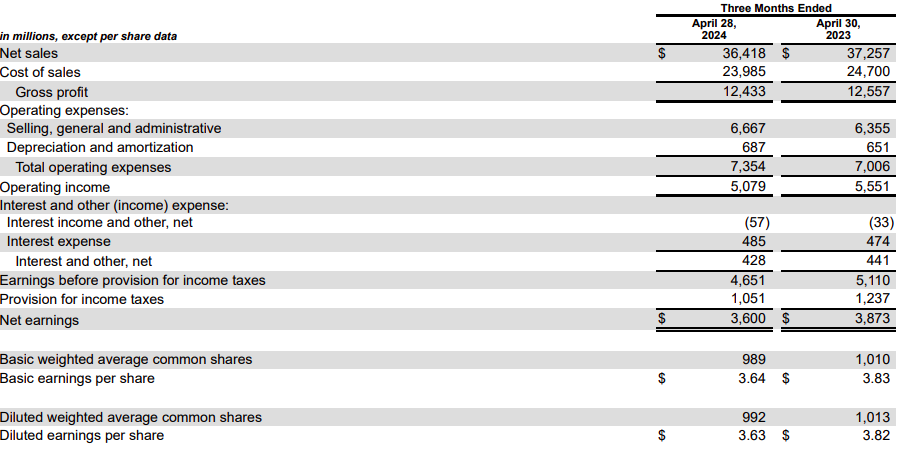 Three Months Ended
in millions, except per share data April 28, 2024 April 30, 2023
Net sales $ 36,418 $ 37,257
Cost of sales 23,985 24,700
Gross profit 12,433 12,557
Operating expenses:
Selling, general and administrative 6,667 6,355
Depreciation and amortization 687 651
Total operating expenses 7,354 7,006
Operating income 5,079 5,551
Interest and other (income) expense:
Interest income and other, net (57) (33)
Interest expense 485 474
Interest and other, net 428 441
Earnings before provision for income taxes 4,651 5,110
Provision for income taxes 1,051 1,237
Net earnings $ 3,600 $ 3,873
Basic weighted average common shares 989 1,010
Basic earnings per share $ 3.64 $ 3.83
Diluted weighted average common shares 992 1,013
Diluted earnings per share $ 3.63 $ 3.82